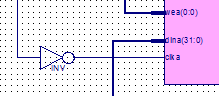 wea(0:0)
dina(31:0)
clka
INV